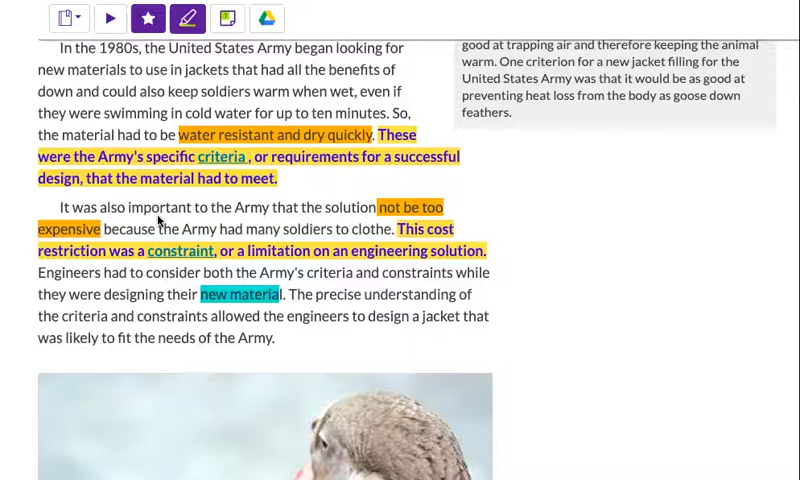 In the 1980s, the United States Army began looking for
new materials to use in jackets that had all the benefits of
down and could also keep soldiers warm when wet, even if
they were swimming in cold water for up to ten minutes. So,
the material had to be water resistant and dry quickly. These
were the Army's specific criteria , or requirements for a successful
design, that the material had to meet.
It was also important to the Army that the solution not be too
expensive because the Army had many soldiers to clothe. This cost
restriction was a constraint, or a limitation on an engineering solution.
Engineers had to consider both the Army's criteria and constraints while
they were designing their new material. The precise understanding of
the criteria and constraints allowed the engineers to design a jacket that
was likely to fit the needs of the Army.
good at trapping air and therefore keeping the animal
warm. One criterion for a new jacket filling for the
United States Army was that it would be as good at
preventing heat loss from the body as goose down
feathers.